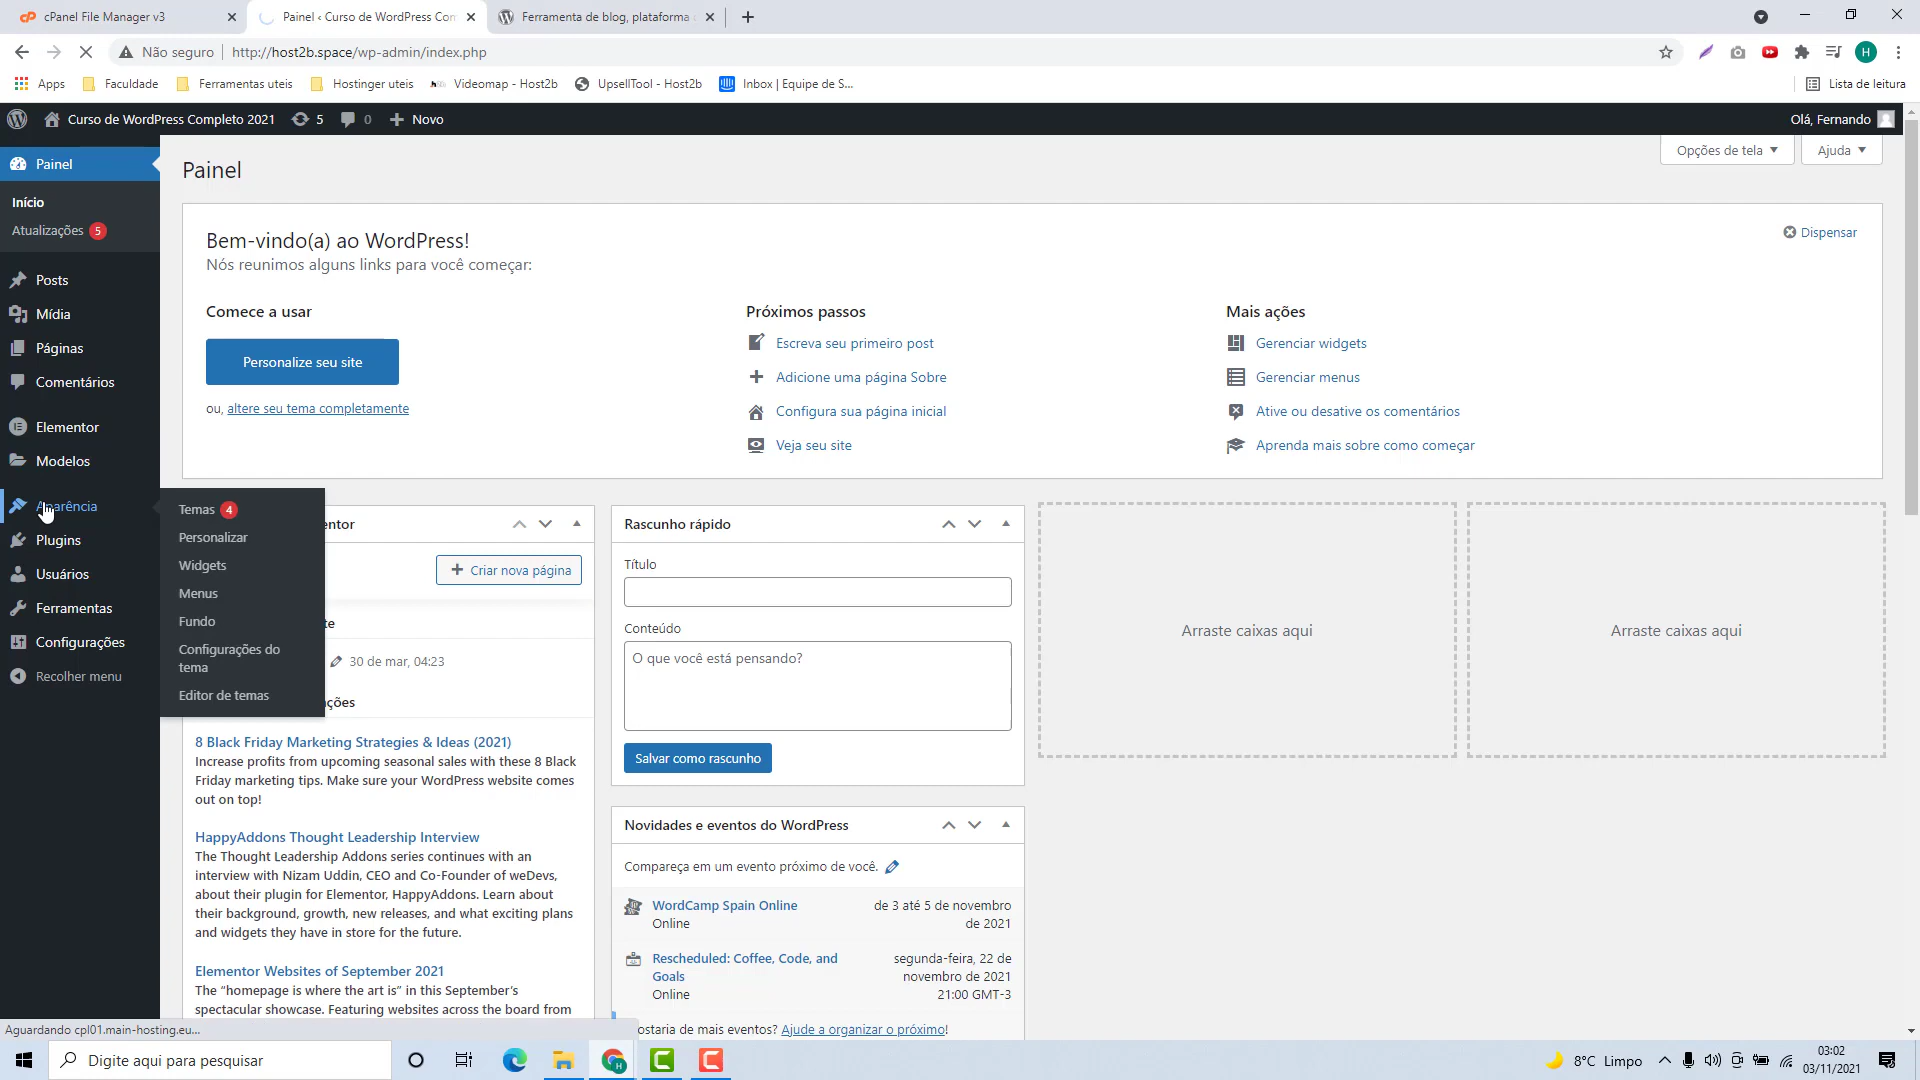 cPanel File Manager v3
Painel ‹ Curso de WordPress Com
Ferramenta de blog, plataforma
Não seguro
http://host2b.space/wp-admin/index.php
H
Apps
Faculdade
Ferramentas uteis
Hostinger uteis
Videomap - Host2b
UpsellTool - Host2b
Inbox | Equipe de S...
Lista de leitura
Curso de WordPress Completo 2021
5
0
Novo
Olá, Fernando
Painel
Início
Atualizações 5
Posts
Mídia
Páginas
Comentários
Elementor
Modelos
Aparência
Plugins
Usuários
Ferramentas
Configurações
Recolher menu
Temas 4
Personalizar
Widgets
Menus
Fundo
Configurações do
tema
Editor de temas
Painel
Opções de tela
Ajuda
Bem-vindo(a) ao WordPress!
Nós reunimos alguns links para você começar:
Dispensar
Comece a usar
Personalize seu site
ou, altere seu tema completamente
Próximos passos
Escreva seu primeiro post
Adicione uma página Sobre
Configura sua página inicial
Veja seu site
Mais ações
Gerenciar widgets
Gerenciar menus
Ative ou desative os comentários
Aprenda mais sobre como começar
entor
Criar nova página
te
30 de mar, 04:23
ções
8 Black Friday Marketing Strategies & Ideas (2021)
Increase profits from upcoming seasonal sales with these 8 Black
Friday marketing tips. Make sure your WordPress website comes
out on top!
HappyAddons Thought Leadership Interview
The Thought Leadership Addons series continues with an
interview with Nizam Uddin, CEO and Co-Founder of weDevs,
about their plugin for Elementor, HappyAddons. Learn about
their background, growth, new releases, and what exciting plans
and widgets they have in store for the future.
Elementor Websites of September 2021
The “homepage is where the art is” in this September’s
spectacular showcase. Featuring websites across the board from
Rascunho rápido
Título
Conteúdo
O que você está pensando?
Salvar como rascunho
Novidades e eventos do WordPress
Compareça em um evento próximo de você.
WordCamp Spain Online
Online
de 3 até 5 de novembro
de 2021
Rescheduled: Coffee, Code, and
Goals
Online
segunda-feira, 22 de
novembro de 2021
21:00 GMT-3
ostaria de mais eventos? Ajude a organizar o próximo!
Arraste caixas aqui
Arraste caixas aqui
Aguardando cpl01.main-hosting.eu...
Digite aqui para pesquisar
8°C Limpo
03:02
03/11/2021